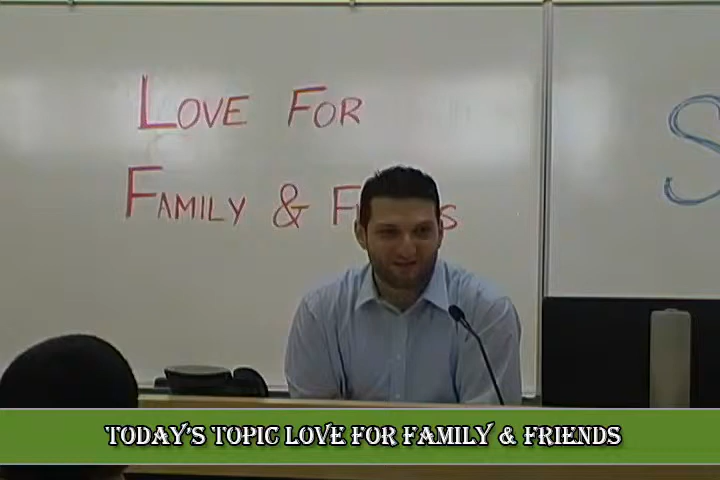 LOVE FOR
FAMILY & F S
S
TODAY'S TOPIC LOVE FOR FAMILY & FRIENDS